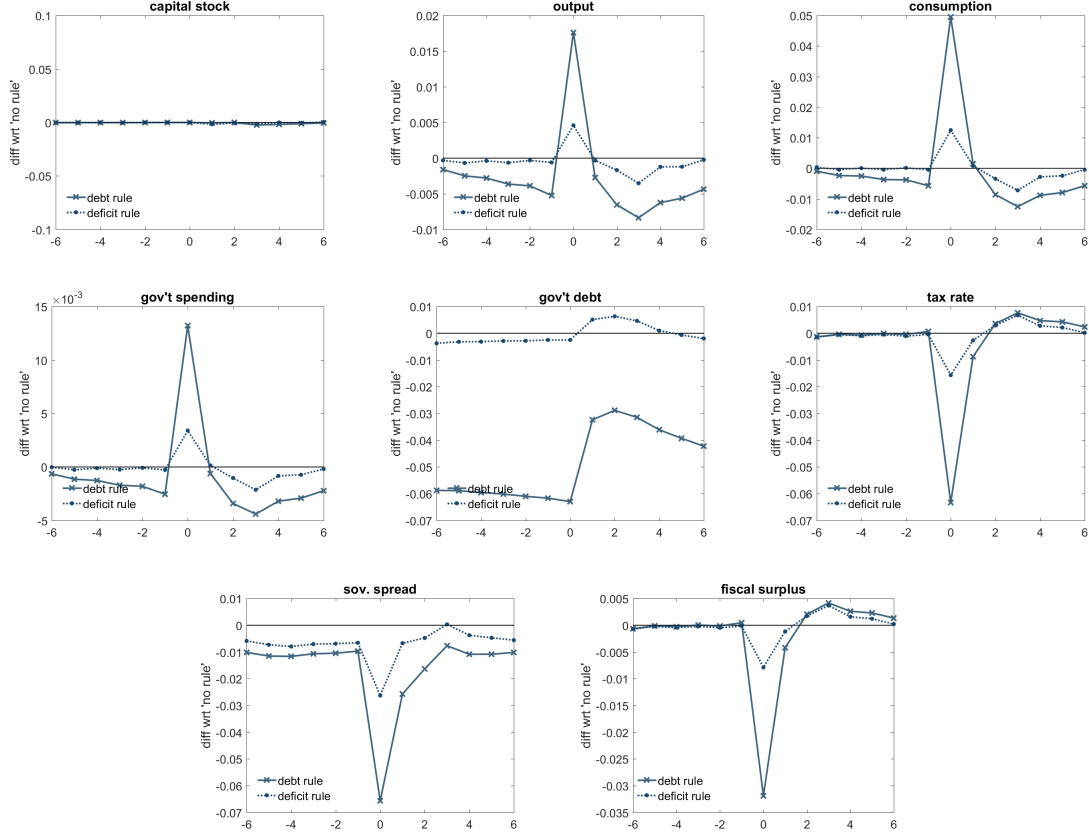 capital stock
0.1
0.05
0
-0.05
-0.1
diff wrt 'no rule'
debt rule
deficit rule
-6 -4 -2 0 2 4 6
output
0.02
0.015
0.01
0.005
0
-0.005
-0.01
diff wrt 'no rule'
debt rule
deficit rule
-6 -4 -2 0 2 4 6
consumption
0.05
0.04
0.03
0.02
0.01
0
-0.01
-0.02
diff wrt 'no rule'
debt rule
deficit rule
-6 -4 -2 0 2 4 6
gov't spending
×10⁻³
15
10
5
0
-5
diff wrt 'no rule'
debt rule
deficit rule
-6 -4 -2 0 2 4 6
gov't debt
0.01
0
-0.01
-0.02
-0.03
-0.04
-0.05
-0.06
-0.07
diff wrt 'no rule'
debt rule
deficit rule
-6 -4 -2 0 2 4 6
tax rate
0.01
0
-0.01
-0.02
-0.03
-0.04
-0.05
-0.06
-0.07
diff wrt 'no rule'
debt rule
deficit rule
-6 -4 -2 0 2 4 6
sov. spread
0.01
0
-0.01
-0.02
-0.03
-0.04
-0.05
-0.06
-0.07
diff wrt 'no rule'
debt rule
deficit rule
-6 -4 -2 0 2 4 6
fiscal surplus
0.005
0
-0.005
-0.01
-0.015
-0.02
-0.025
-0.03
-0.035
diff wrt 'no rule'
debt rule
deficit rule
-6 -4 -2 0 2 4 6